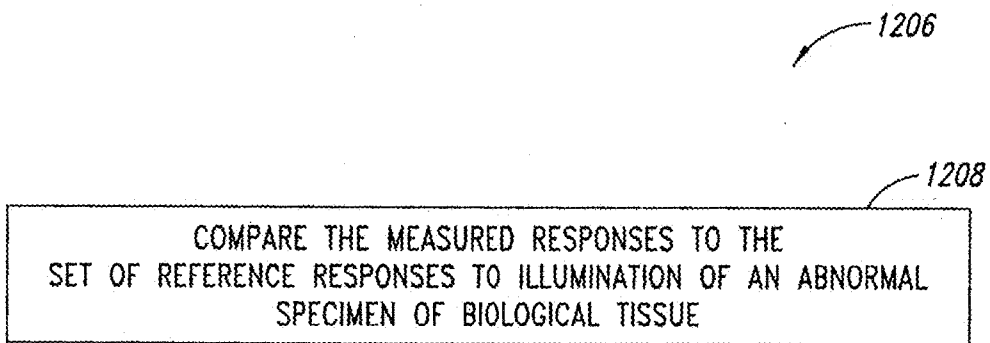 1206
1208
COMPARE THE MEASURED RESPONSES TO THE
SET OF REFERENCE RESPONSES TO ILLUMINATION OF AN ABNORMAL
SPECIMEN OF BIOLOGICAL TISSUE